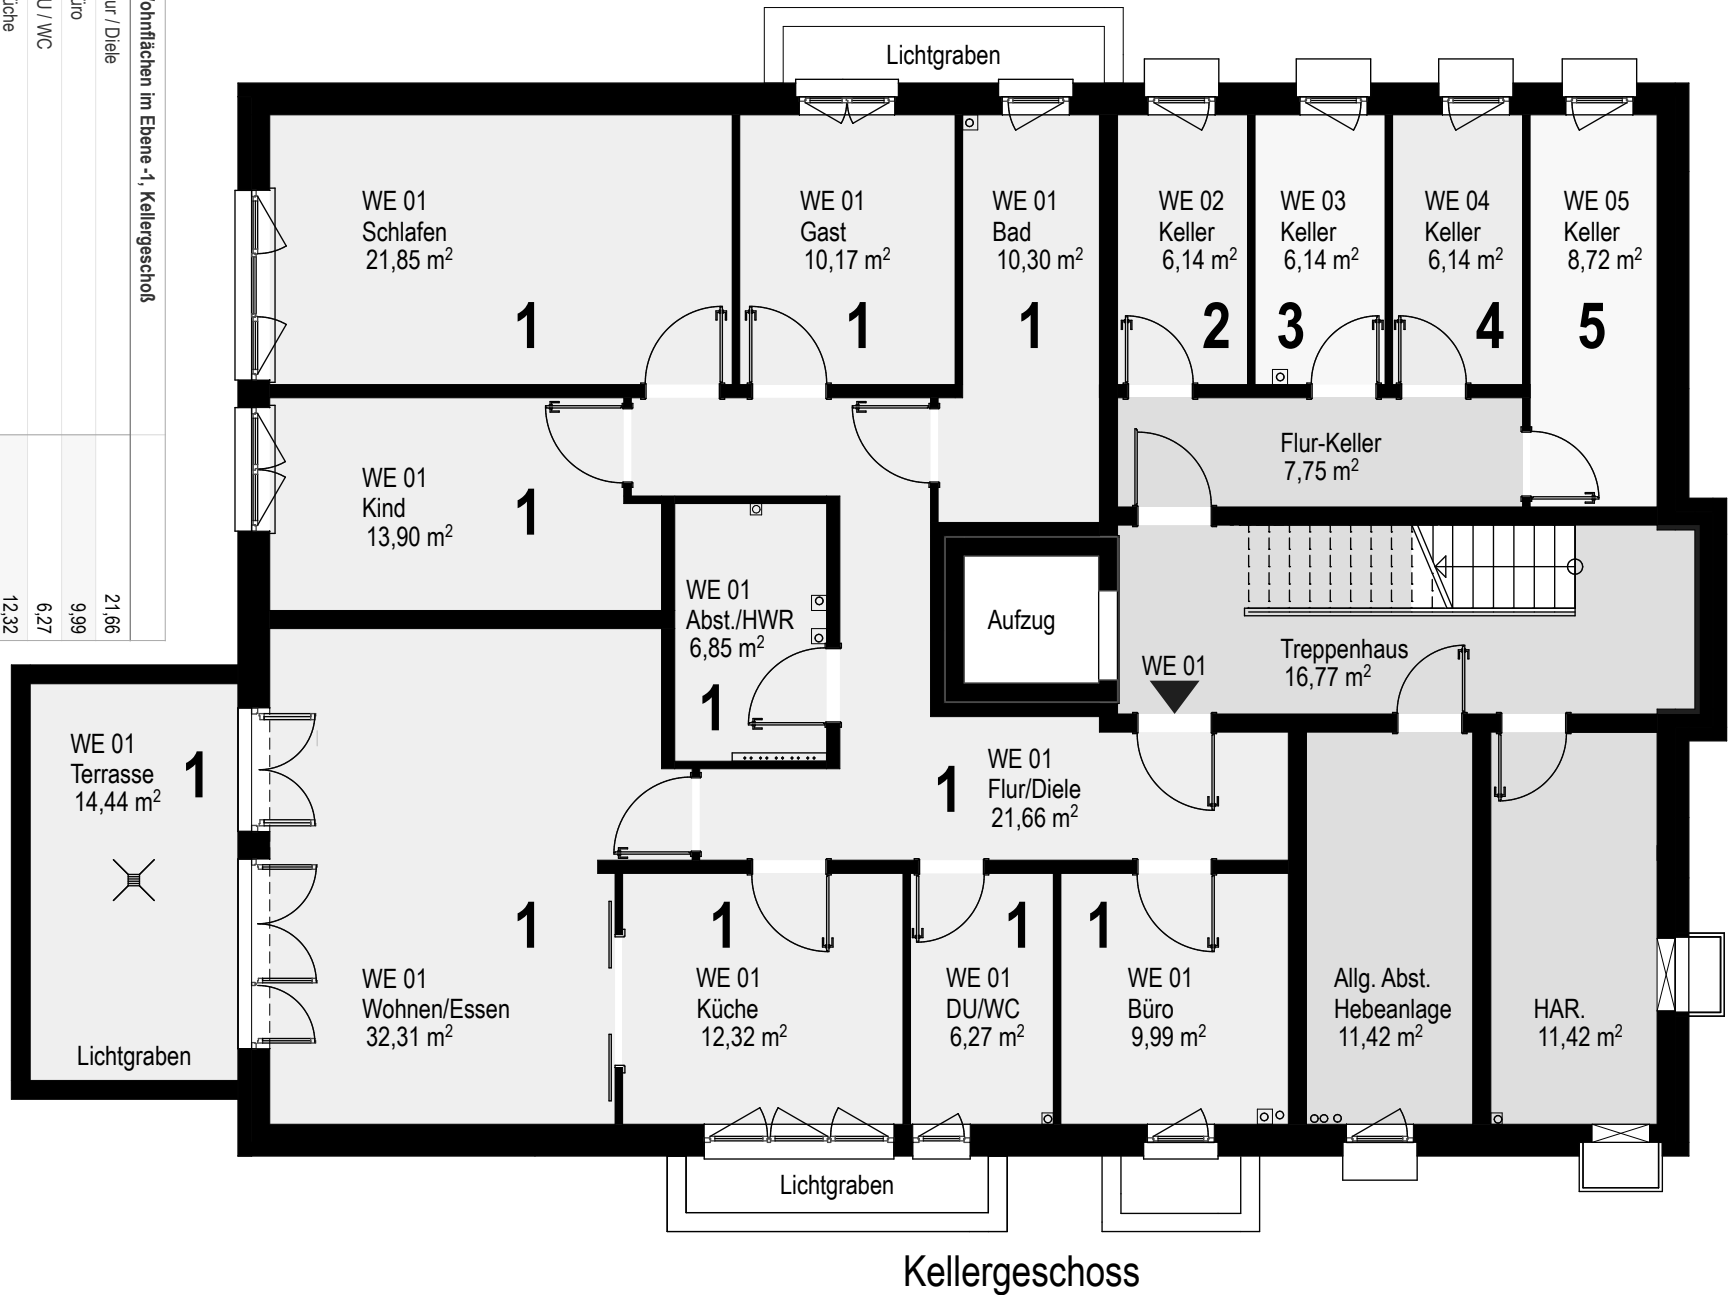 Wohnflächen im Ebene -1, Kellergeschoß
21,66
9,99
6,27
12,32
Lichtgraben
WE 01
Schlafen
21,85 m²
1
WE 01
Gast
10,17 m²
1
WE 01
Bad
10,30 m²
1
WE 02
Keller
6,14 m²
2
WE 03
Keller
6,14 m²
3
WE 04
Keller
6,14 m²
4
WE 05
Keller
8,72 m²
5
WE 01
Kind
13,90 m²
1
Flur-Keller
7,75 m²
WE 01
Abst./HWR
6,85 m²
1
Aufzug
WE 01
Treppenhaus
16,77 m²
WE 01
Terrasse
14,44 m²
1
Lichtgraben
WE 01
Flur/Diele
21,66 m²
1
1
WE 01
Wohnen/Essen
32,31 m²
1
WE 01
Küche
12,32 m²
1
WE 01
DU/WC
6,27 m²
1
WE 01
Büro
9,99 m²
Allg. Abst.
Hebeanlage
11,42 m²
HAR.
11,42 m²
Lichtgraben
Kellergeschoss